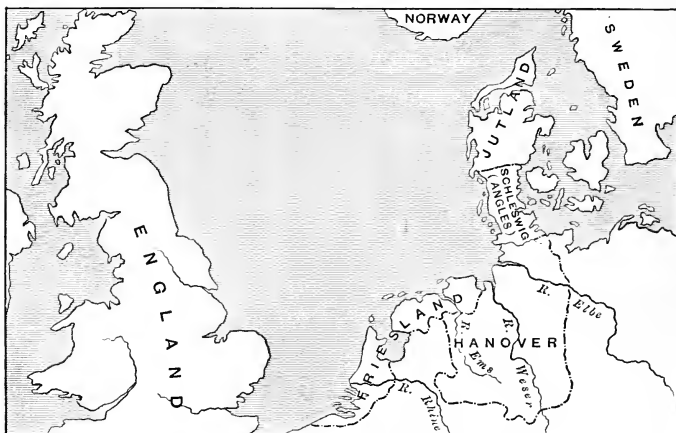 NORWAY
SWEDEN
JUTLAND
SCHLESWIG
(ANGLES)
ENGLAND
FRIESLAND
HANOVER
R. Elbe
R. Ems
R. Weser
R. Rhine